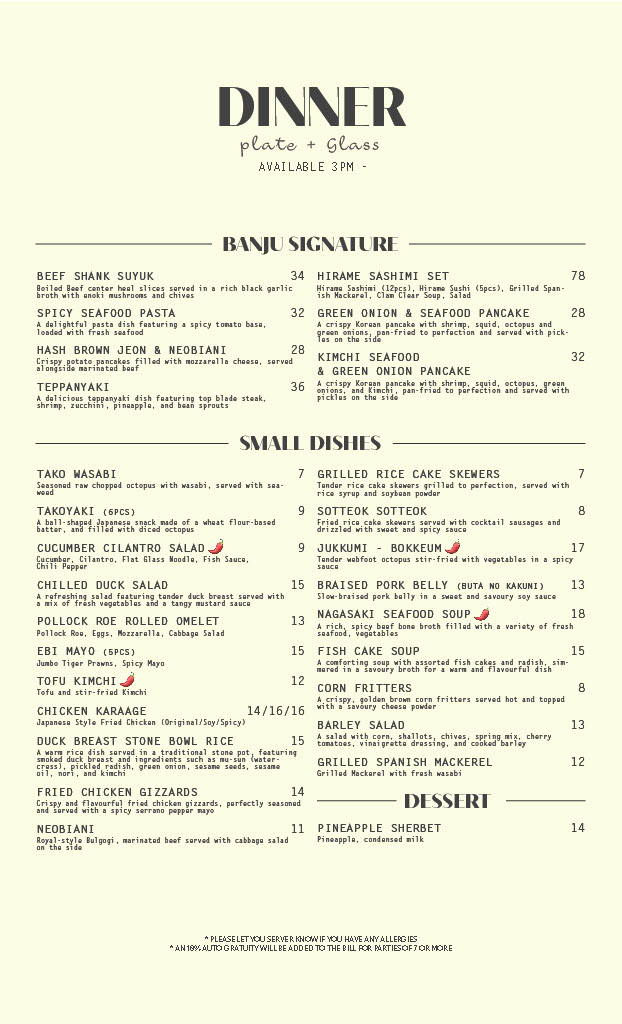 DINNER
plate + Glass
AVAILABLE 3PM -
BANJU SIGNATURE
BEEF SHANK SUYUK 34
Boiled Beef center heel slices served in a rich black garlic
broth with enoki mushrooms and chives
SPICY SEAFOOD PASTA 32
A delightful pasta dish featuring a spicy tomato base,
loaded with fresh seafood
HASH BROWN JEON & NEOBIANI 28
Crispy potato pancakes filled with mozzarella cheese, served
alongside marinated beef
TEPPANYAKI 36
A delicious teppanyaki dish featuring top blade steak,
shrimp, zucchini, pineapple, and bean sprouts
HIRAME SASHIMI SET 78
Hirame Sashimi (12pcs), Hirame Sushi (5pcs), Grilled Span-
ish Mackerel, Clam Clear Soup, Salad
GREEN ONION & SEAFOOD PANCAKE 28
A crispy Korean pancake with shrimp, squid, octopus and
green onions, pan-fried to perfection and served with pick-
les on the side
KIMCHI SEAFOOD 32
& GREEN ONION PANCAKE
A crispy Korean pancake with shrimp, squid, octopus, green
onions, and Kimchi, pan-fried to perfection and served with
pickles on the side
SMALL DISHES
TAKO WASABI 7
Seasoned raw chopped octopus with wasabi, served with sea-
weed
TAKOYAKI (6PCS) 9
A ball-shaped Japanese snack made of a wheat flour-based
batter, and filled with diced octopus
CUCUMBER CILANTRO SALAD 9
Cucumber, Cilantro, Flat Glass Noodle, Fish Sauce,
Chili Pepper
CHILLED DUCK SALAD 15
A refreshing salad featuring tender duck breast served with
a mix of fresh vegetables and a tangy mustard sauce
POLLOCK ROE ROLLED OMELET 13
Pollock Roe, Eggs, Mozzarella, Cabbage Salad
EBI MAYO (5PCS) 15
Jumbo Tiger Prawns, Spicy Mayo
TOFU KIMCHI 12
Tofu and stir-fried Kimchi
CHICKEN KARAAGE 14/16/16
Japanese Style Fried Chicken (Original/Soy/Spicy)
DUCK BREAST STONE BOWL RICE 15
A warm rice dish served in a traditional stone pot, featuring
smoked duck breast and ingredients such as mu-sun (water-
cress), pickled radish, green onion, sesame seeds, sesame
oil, nori, and kimchi
FRIED CHICKEN GIZZARDS 14
Crispy and flavourful fried chicken gizzards, perfectly seasoned
and served with a spicy serrano pepper mayo
NEOBIANI 11
Royal-style Bulgogi, marinated beef served with cabbage salad
on the side
GRILLED RICE CAKE SKEWERS 7
Tender rice cake skewers grilled to perfection, served with
rice syrup and soybean powder
SOTTEOK SOTTEOK 8
Fried rice cake skewers served with cocktail sausages and
drizzled with sweet and spicy sauce
JUKKUMI - BOKKEUM 17
Tender webfoot octopus stir-fried with vegetables in a spicy
sauce
BRAISED PORK BELLY (BUTA NO KAKUNI) 13
Slow-braised pork belly in a sweet and savoury soy sauce
NAGASAKI SEAFOOD SOUP 18
A rich, spicy beef bone broth filled with a variety of fresh
seafood, vegetables
FISH CAKE SOUP 15
A comforting soup with assorted fish cakes and radish, sim-
mered in a savoury broth for a warm and flavourful dish
CORN FRITTERS 8
A crispy, golden brown corn fritters served hot and topped
with a savoury cheese powder
BARLEY SALAD 13
A salad with corn, shallots, chives, spring mix, cherry
tomatoes, vinaigrette dressing, and cooked barley
GRILLED SPANISH MACKEREL 12
Grilled Mackerel with fresh wasabi
DESSERT
PINEAPPLE SHERBET 14
Pineapple, condensed milk
* PLEASE LET YOU SERVER KNOW IF YOU HAVE ANY ALLERGIES
* AN 18% AUTO GRATUITY WILL BE ADDED TO THE BILL FOR PARTIES OF 7 OR MORE